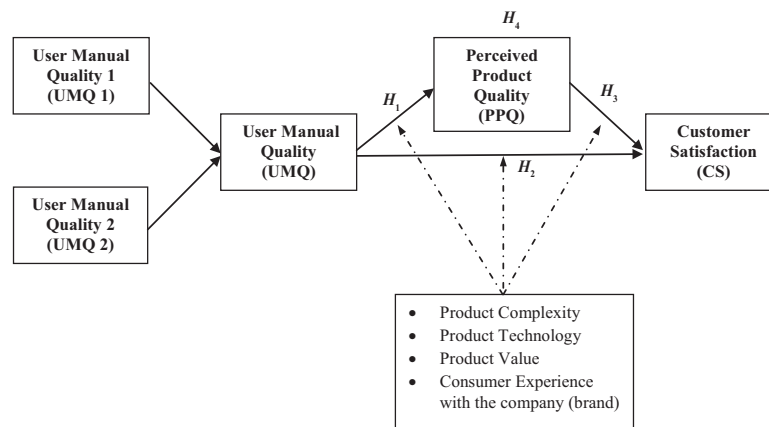 H4
User Manual
Quality 1
(UMQ 1)
Perceived
Product
Quality
(PPQ)
H1
H3
User Manual
Quality
(UMQ)
Customer
Satisfaction
(CS)
H2
User Manual
Quality 2
(UMQ 2)
• Product Complexity
• Product Technology
• Product Value
• Consumer Experience
with the company (brand)